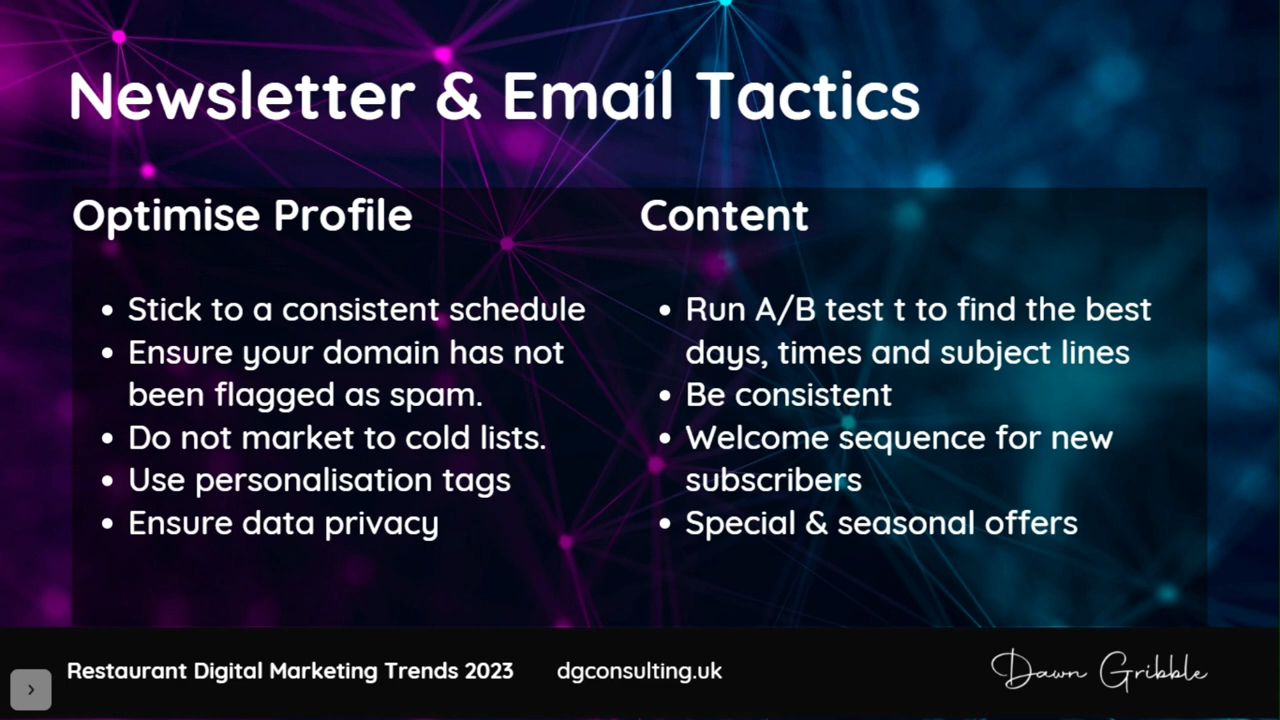 Newsletter & Email Tactics
Optimise Profile
• Stick to a consistent schedule
• Ensure your domain has not
been flagged as spam.
• Do not market to cold lists.
• Use personalisation tags
• Ensure data privacy
Content
• Run A/B test t to find the best
days, times and subject lines
• Be consistent
• Welcome sequence for new
subscribers
• Special & seasonal offers
Restaurant Digital Marketing Trends 2023
dgconsulting.uk
Dawn Gribble